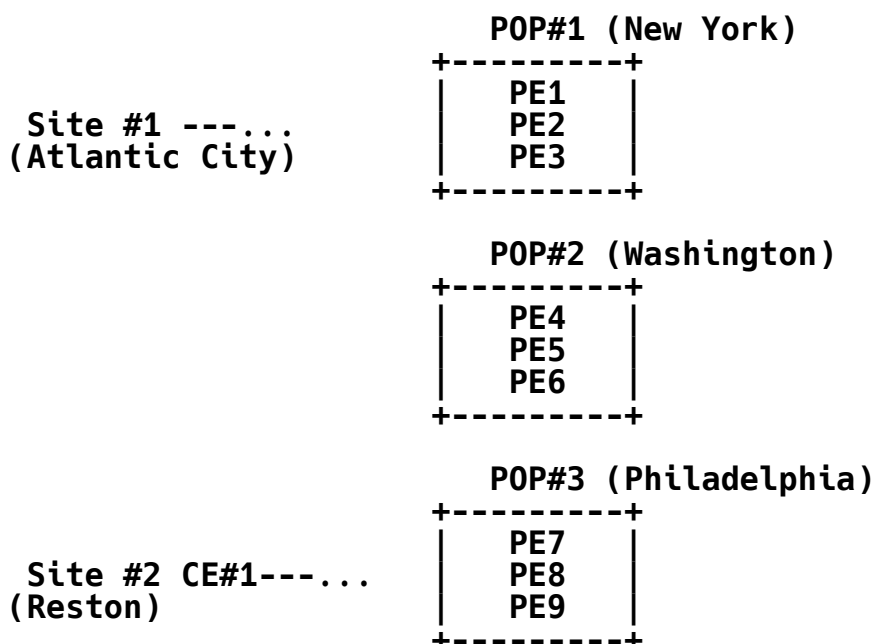 POP#1 (New York)
                      +---------+
                      |   PE1   |
 Site #1 ---...       |   PE2   |
(Atlantic City)       |   PE3   |
                      +---------+

                         POP#2 (Washington)
                      +---------+
                      |   PE4   |
                      |   PE5   |
                      |   PE6   |
                      +---------+

                         POP#3 (Philadelphia)
                      +---------+
                      |   PE7   |
 Site #2 CE#1---...   |   PE8   |
(Reston)              |   PE9   |
                      +---------+